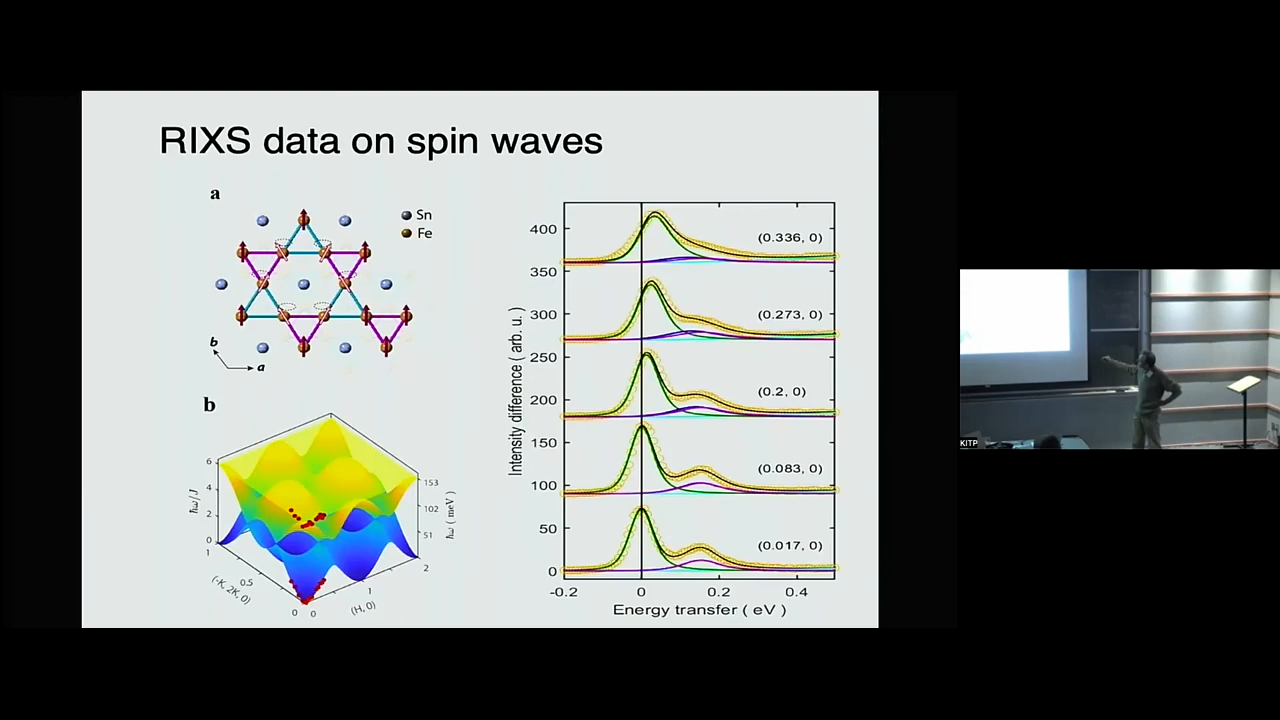 RIXS data on spin waves
a
Sn
Fe
b
a
b
6
4
2
0
ħω/J
153
102
51
ħω ( meV )
1
0.5
0
(-K, 2K, 0)
0
1
2
(H, 0)
Intensity difference ( arb. u. )
400
350
300
250
200
150
100
50
0
(0.336, 0)
(0.273, 0)
(0.2, 0)
(0.083, 0)
(0.017, 0)
-0.2
0
0.2
0.4
Energy transfer ( eV )
KITP